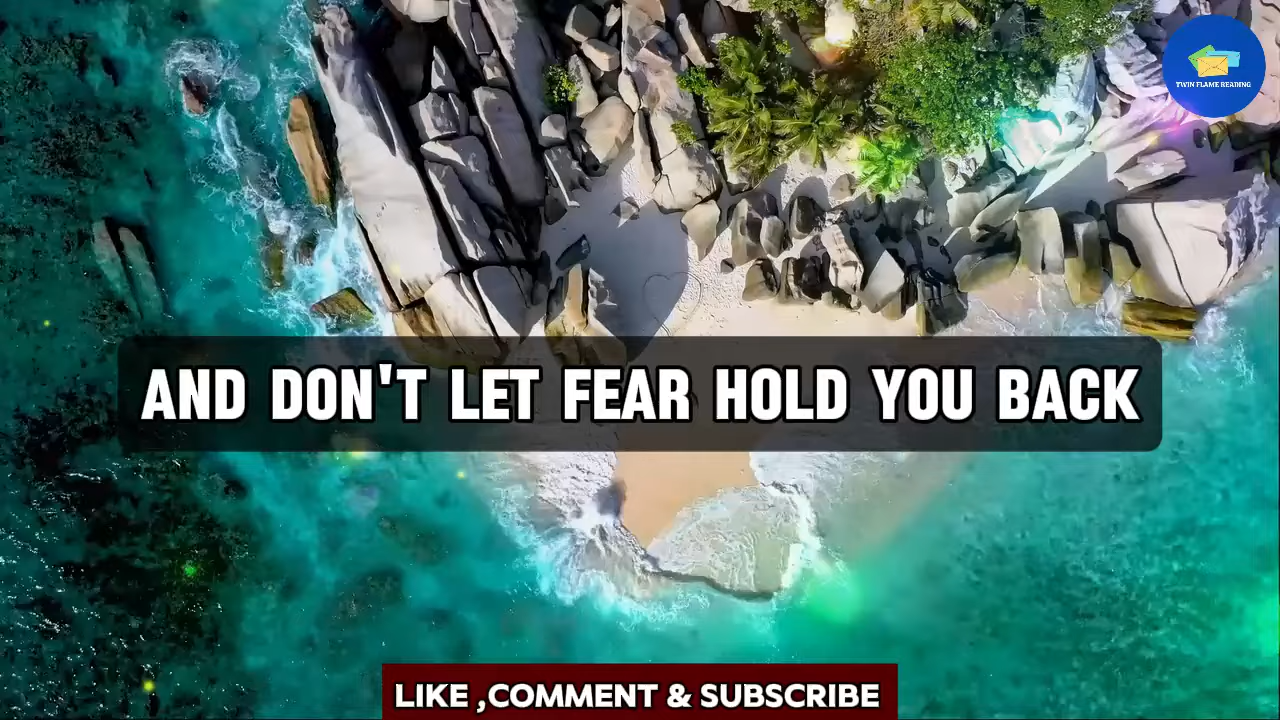 TWIN FLAME READING
AND DON'T LET FEAR HOLD YOU BACK
LIKE ,COMMENT & SUBSCRIBE